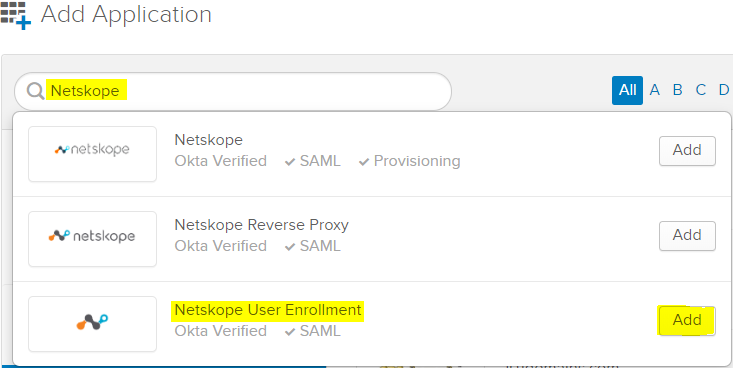 Add Application
Netskope
All A B C D
netskope
Netskope
Okta Verified ✓ SAML ✓ Provisioning
Add
netskope
Netskope Reverse Proxy
Okta Verified ✓ SAML
Add
Netskope User Enrollment
Okta Verified ✓ SAML
Add